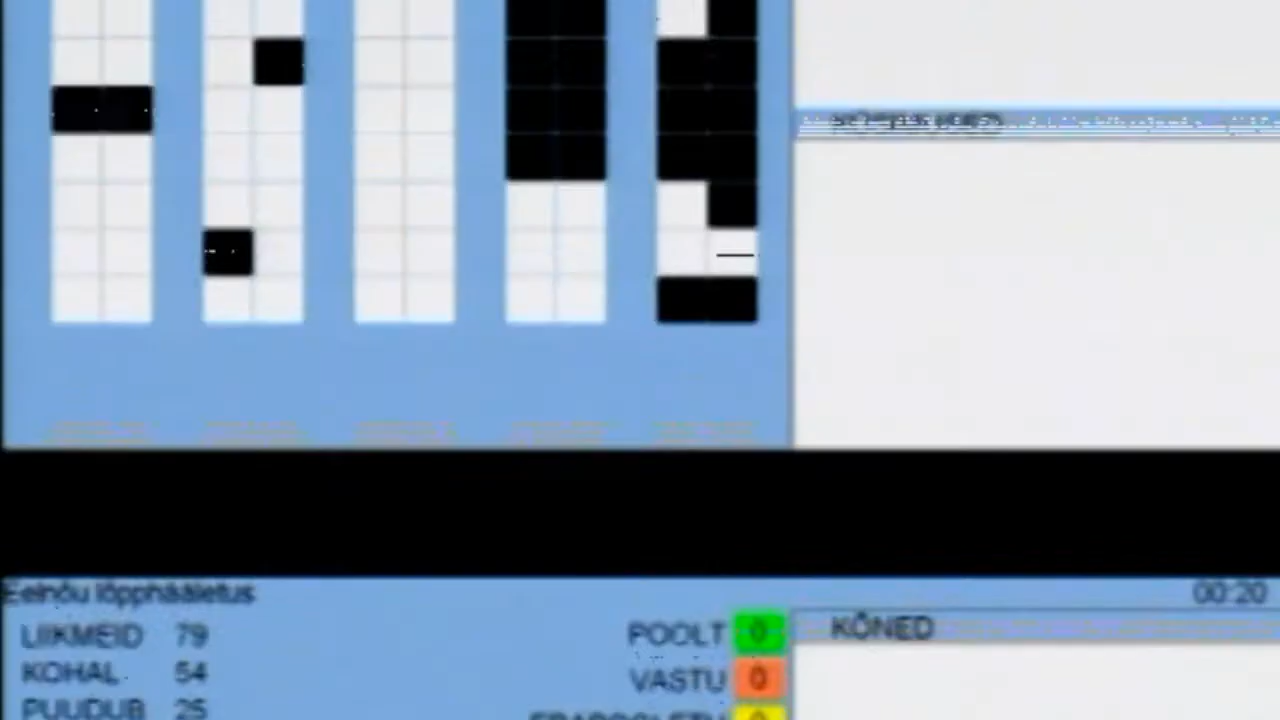 Eelnõu lõpphääletus
00:20
LIIKMEID 79
POOLT 0
KÕNED
KOHAL 54
VASTU 0
PUUDUB 25
0